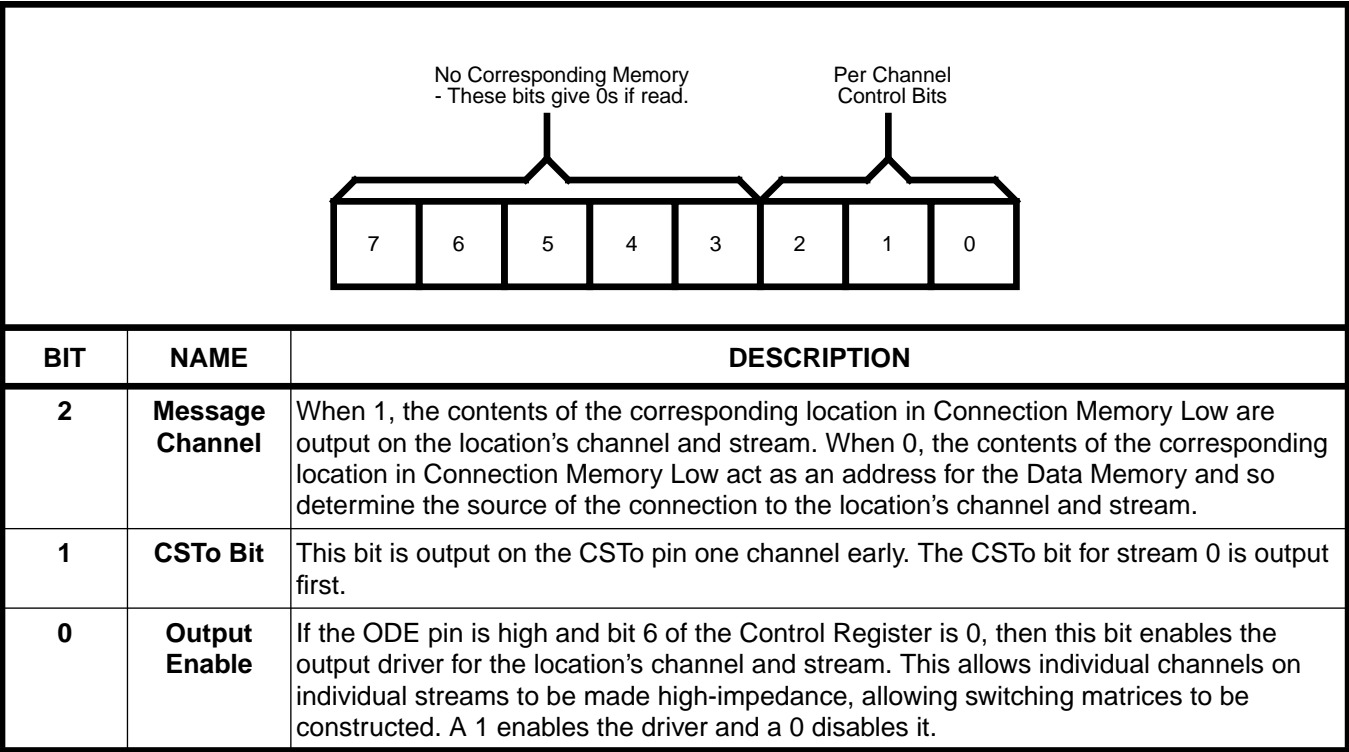 No Corresponding Memory
- These bits give 0s if read.
Per Channel
Control Bits
7 6 5 4 3 2 1 0
BIT NAME DESCRIPTION
2 Message Channel When 1, the contents of the corresponding location in Connection Memory Low are
output on the location's channel and stream. When 0, the contents of the corresponding
location in Connection Memory Low act as an address for the Data Memory and so
determine the source of the connection to the location's channel and stream.
1 CSTo Bit This bit is output on the CSTo pin one channel early. The CSTo bit for stream 0 is output
first.
0 Output Enable If the ODE pin is high and bit 6 of the Control Register is 0, then this bit enables the
output driver for the location's channel and stream. This allows individual channels on
individual streams to be made high-impedance, allowing switching matrices to be
constructed. A 1 enables the driver and a 0 disables it.